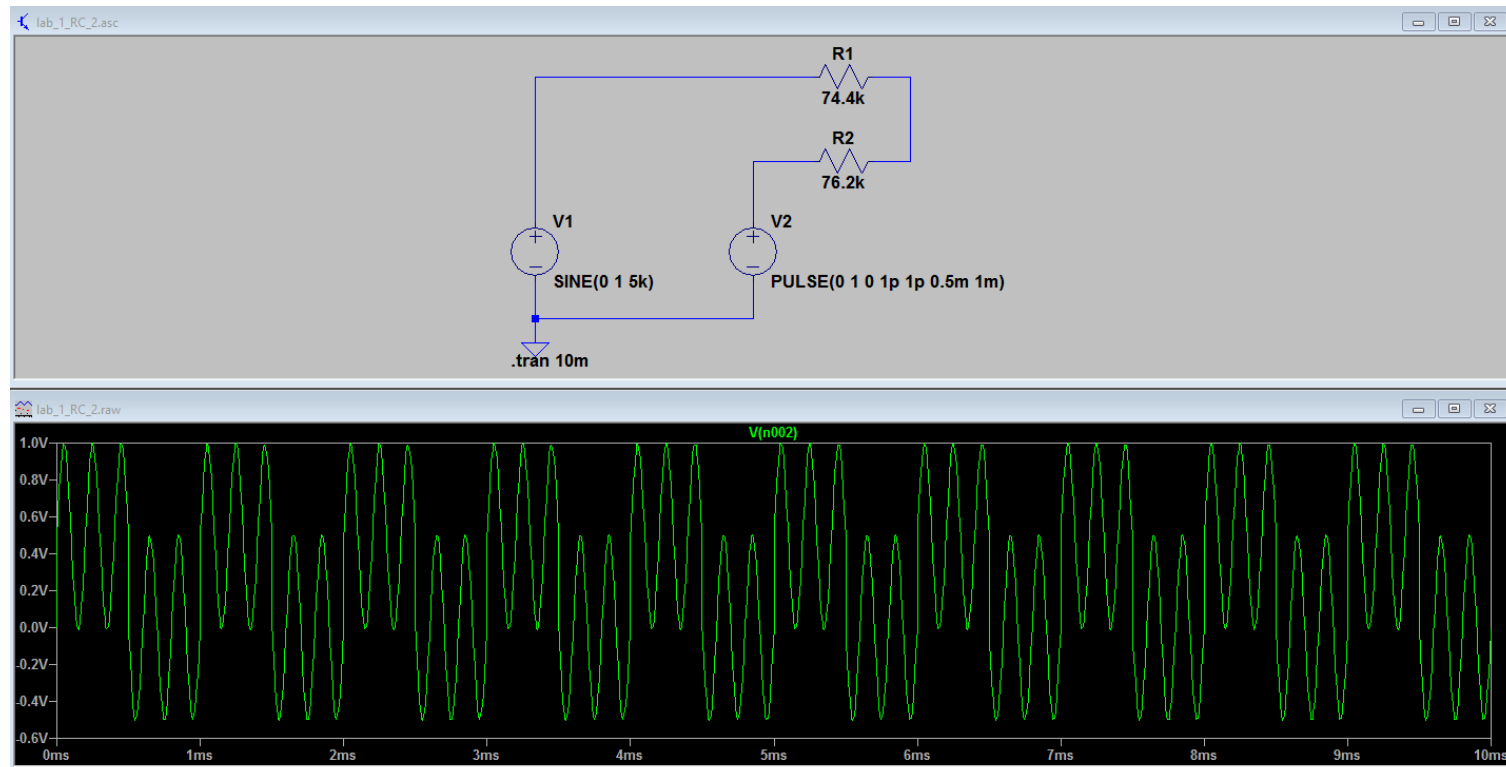 lab_1_RC_2.asc
R1
74.4k
R2
76.2k
V1
V2
SINE(0 1 5k)
PULSE(0 1 0 1p 1p 0.5m 1m)
.tran 10m
lab_1_RC_2.raw
V(n002)
1.0V
0.8V
0.6V
0.4V
0.2V
0.0V
-0.2V
-0.4V
-0.6V
0ms 1ms 2ms 3ms 4ms 5ms 6ms 7ms 8ms 9ms 10ms